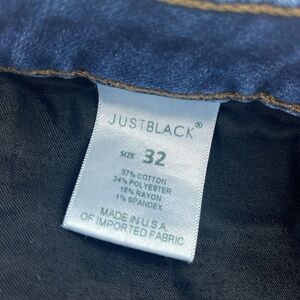 JUSTBLACK®
SIZE 32
57% COTTON
24% POLYESTER
18% RAYON
1% SPANDEX
MADE IN U.S.A.
OF IMPORTED FABRIC